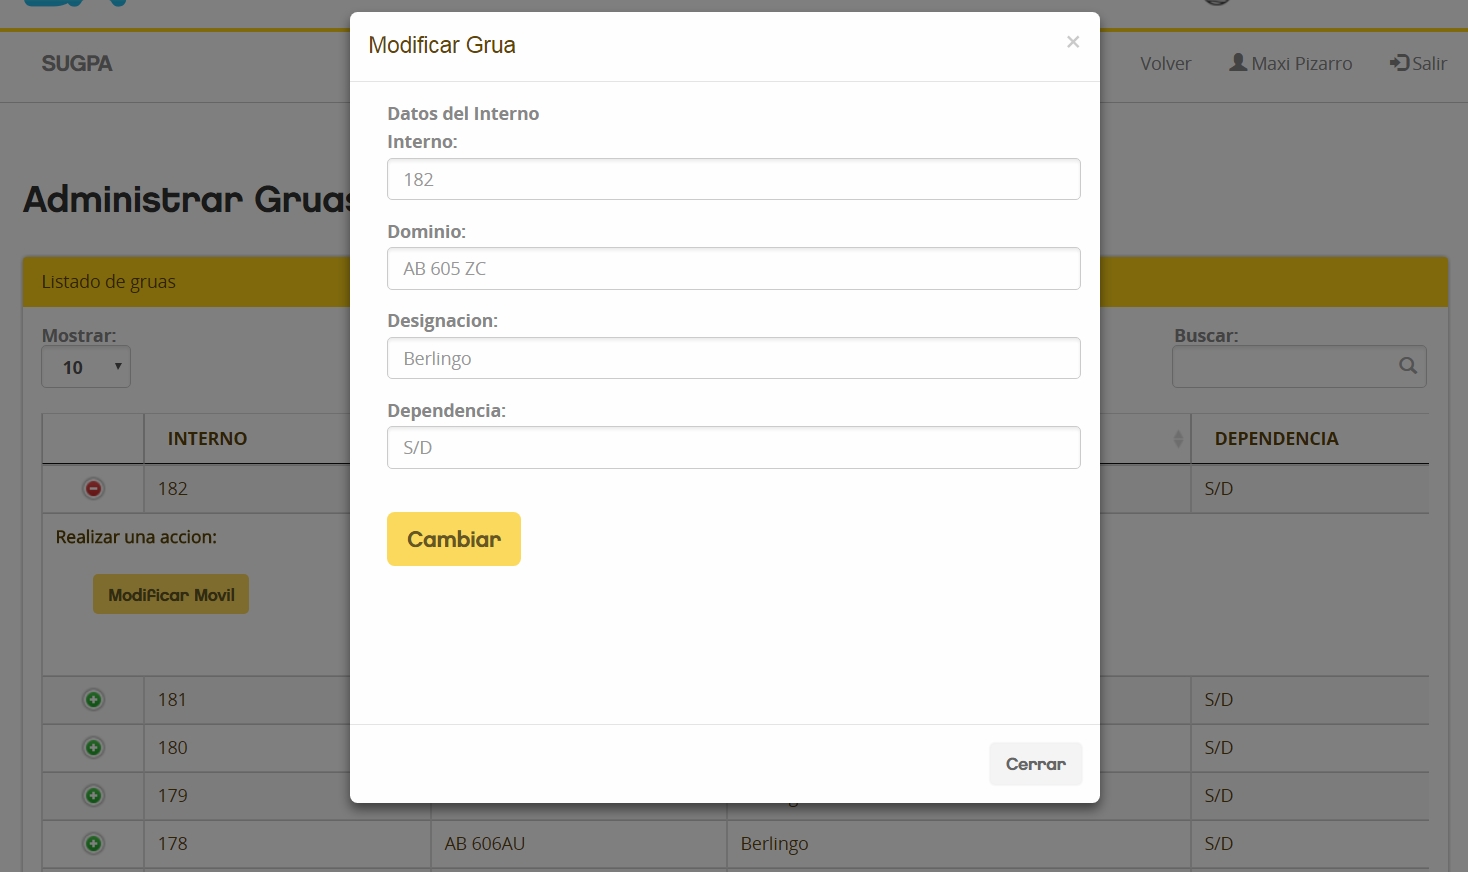 Modificar Grua
×
SUGPA
Volver
Maxi Pizarro
Salir
Datos del Interno
Interno:
182
Administrar Gruas
Dominio:
AB 605 ZC
Listado de gruas
Designacion:
Berlingo
Mostrar:
10
Buscar:
Dependencia:
S/D
INTERNO
DEPENDENCIA
182
S/D
Realizar una accion:
Cambiar
Modificar Movil
181
S/D
180
S/D
Cerrar
179
S/D
178
AB 606AU
Berlingo
S/D